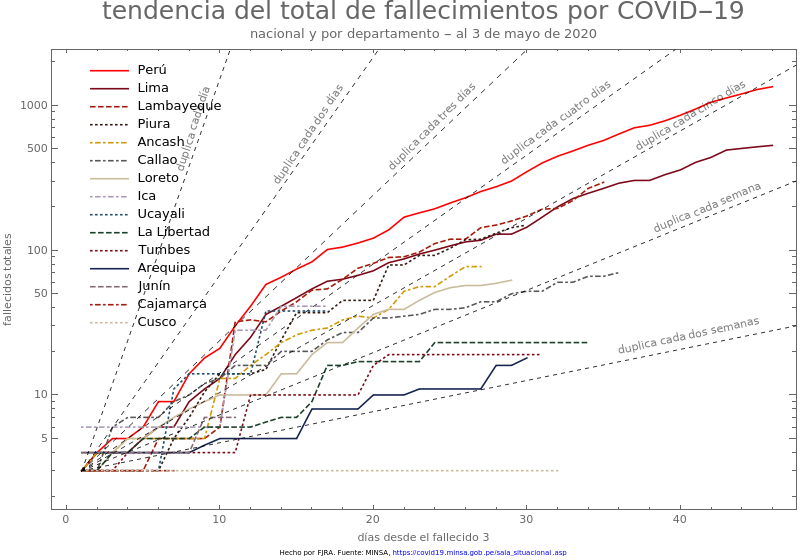 tendencia del total de fallecimientos por COVID−19
nacional y por departamento − al 3 de mayo de 2020
Perú
Lima
Lambayeque
Piura
Ancash
Callao
Loreto
Ica
Ucayali
La Libertad
Tumbes
Arequipa
Junín
Cajamarca
Cusco
duplica cada día
duplica cada dos días
duplica cada tres días
duplica cada cuatro días
duplica cada cinco días
duplica cada semana
duplica cada dos semanas
fallecidos totales
1000
500
100
50
10
5
0 10 20 30 40
días desde el fallecido 3
Hecho por FJRA. Fuente: MINSA, https://covid19.minsa.gob.pe/sala_situacional.asp